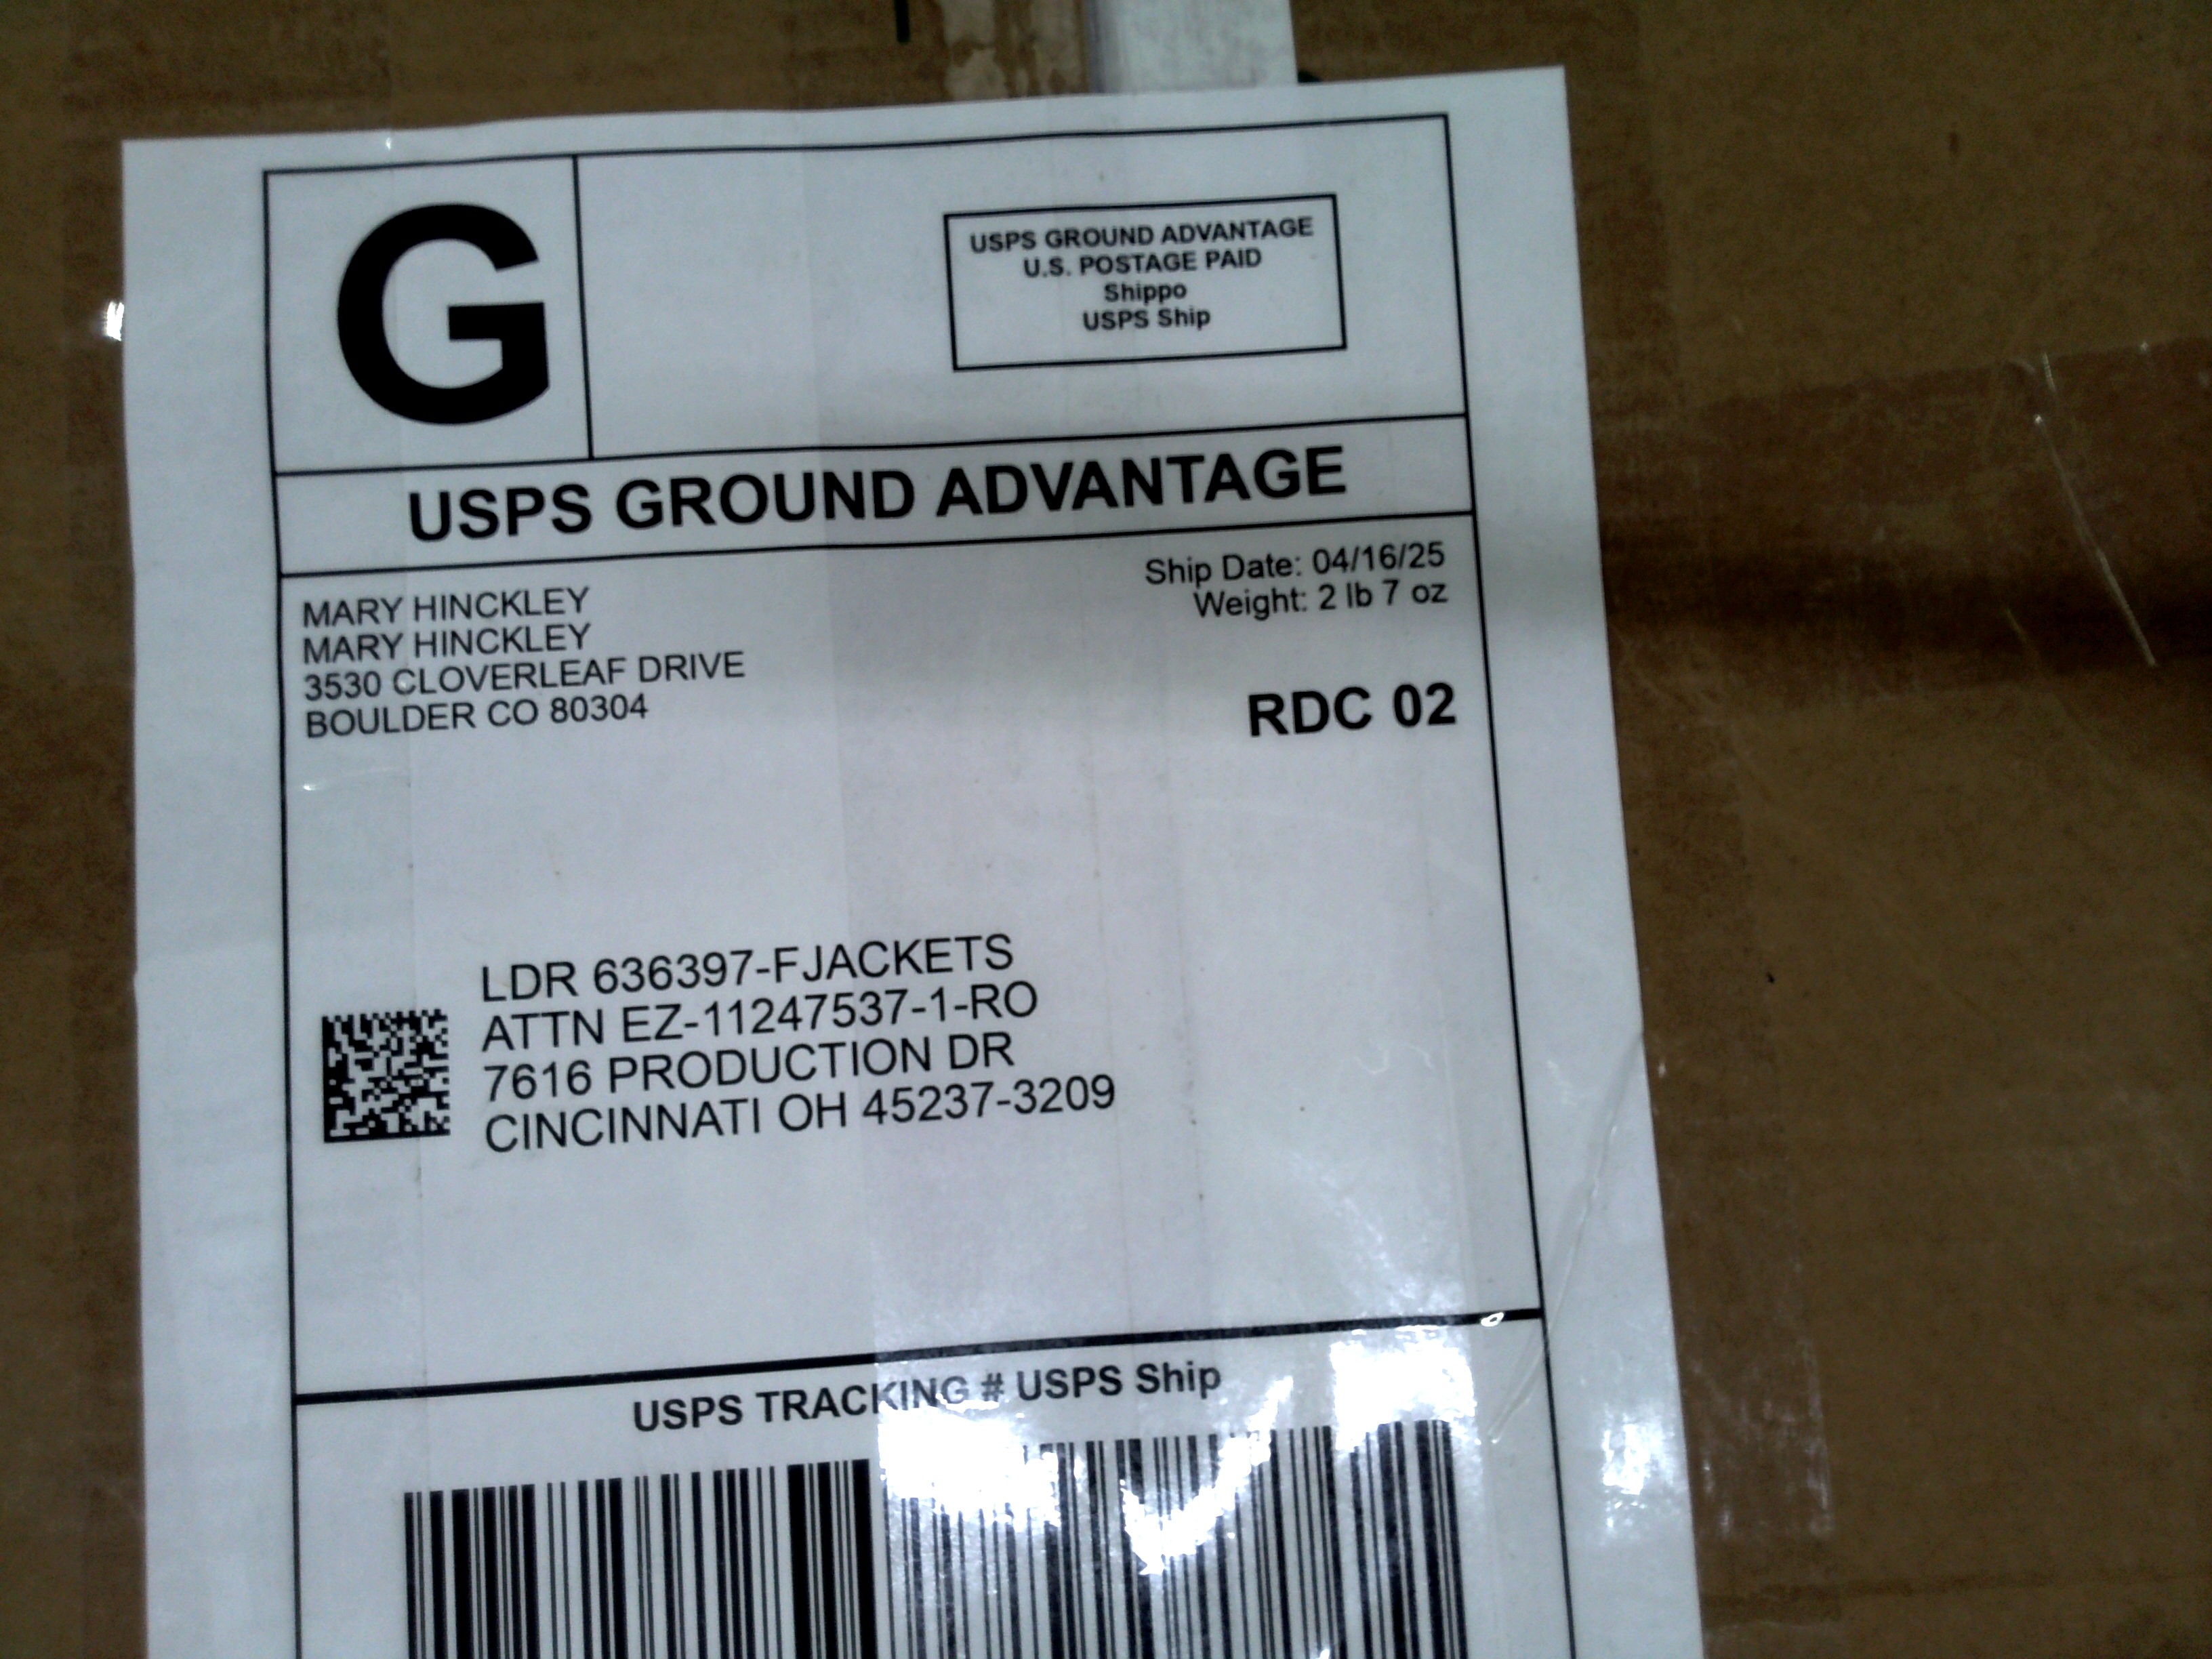 G
USPS GROUND ADVANTAGE
U.S. POSTAGE PAID
Shippo
USPS Ship
USPS GROUND ADVANTAGE
Ship Date: 04/16/25
Weight: 2 lb 7 oz
MARY HINCKLEY
MARY HINCKLEY
3530 CLOVERLEAF DRIVE
BOULDER CO 80304
RDC 02
LDR 636397-FJACKETS
ATTN EZ-11247537-1-RO
7616 PRODUCTION DR
CINCINNATI OH 45237-3209
USPS TRACKING # USPS Ship